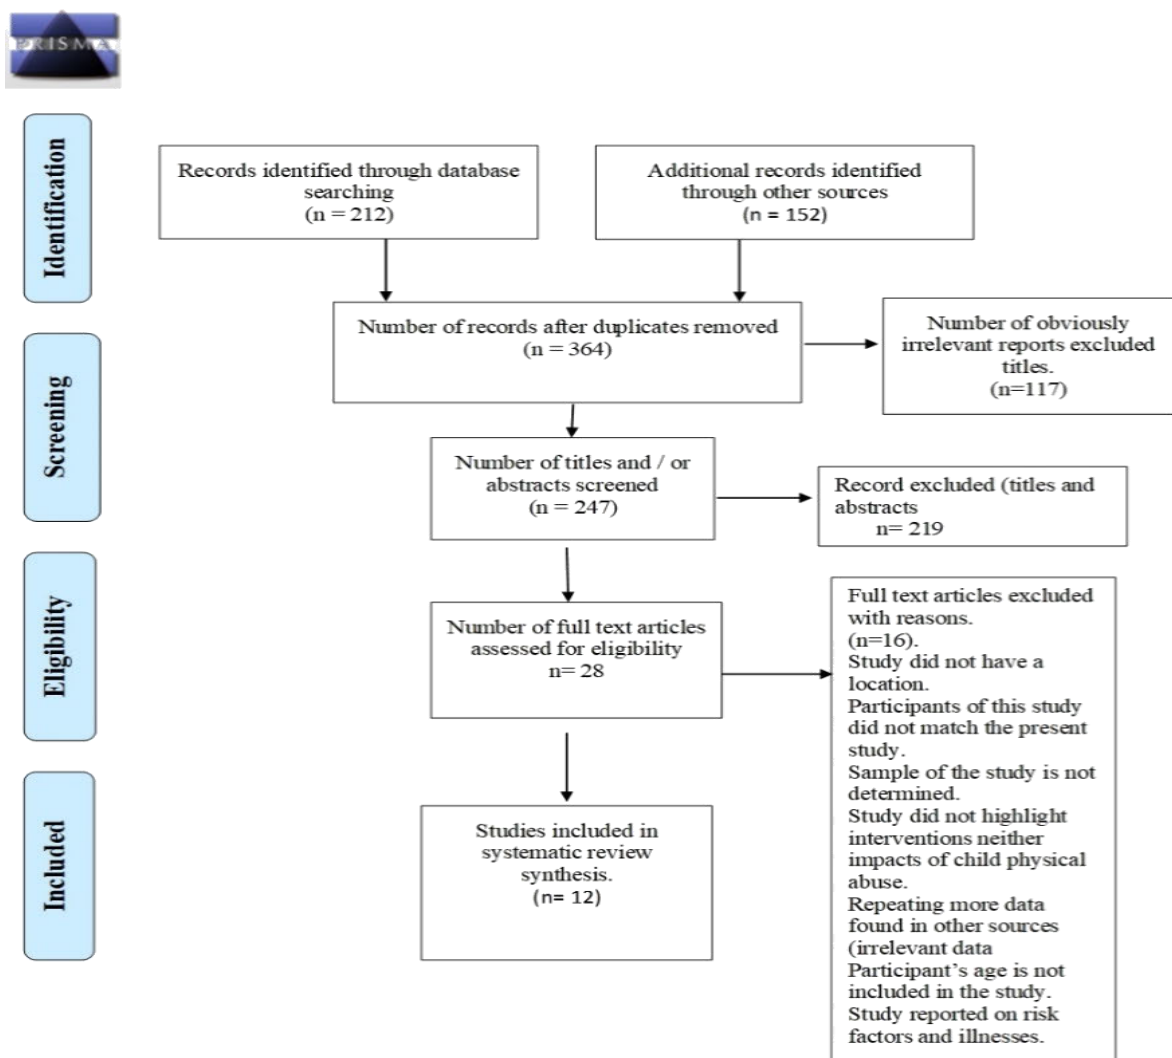 PRISMA
Identification
Records identified through database
searching
(n = 212)
Additional records identified
through other sources
(n = 152)
Number of records after duplicates removed
(n = 364)
Number of obviously
irrelevant reports excluded
titles.
(n=117)
Screening
Number of titles and / or
abstracts screened
(n = 247)
Record excluded (titles and
abstracts
n= 219
Eligibility
Number of full text articles
assessed for eligibility
n= 28
Full text articles excluded
with reasons.
(n=16).
Study did not have a
location.
Participants of this study
did not match the present
study.
Sample of the study is not
determined.
Study did not highlight
interventions neither
impacts of child physical
abuse.
Repeating more data
found in other sources
(irrelevant data
Participant's age is not
included in the study.
Study reported on risk
factors and illnesses.
Included
Studies included in
systematic review
synthesis.
(n= 12)